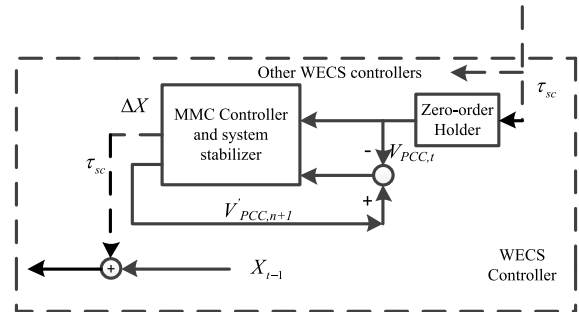 Other WECS controllers
τsc
ΔX
MMC Controller
and system
stabilizer
Zero-order
Holder
τsc
-
VPCC,t
+
V'PCC,n+1
WECS
Controller
+
Xt−1